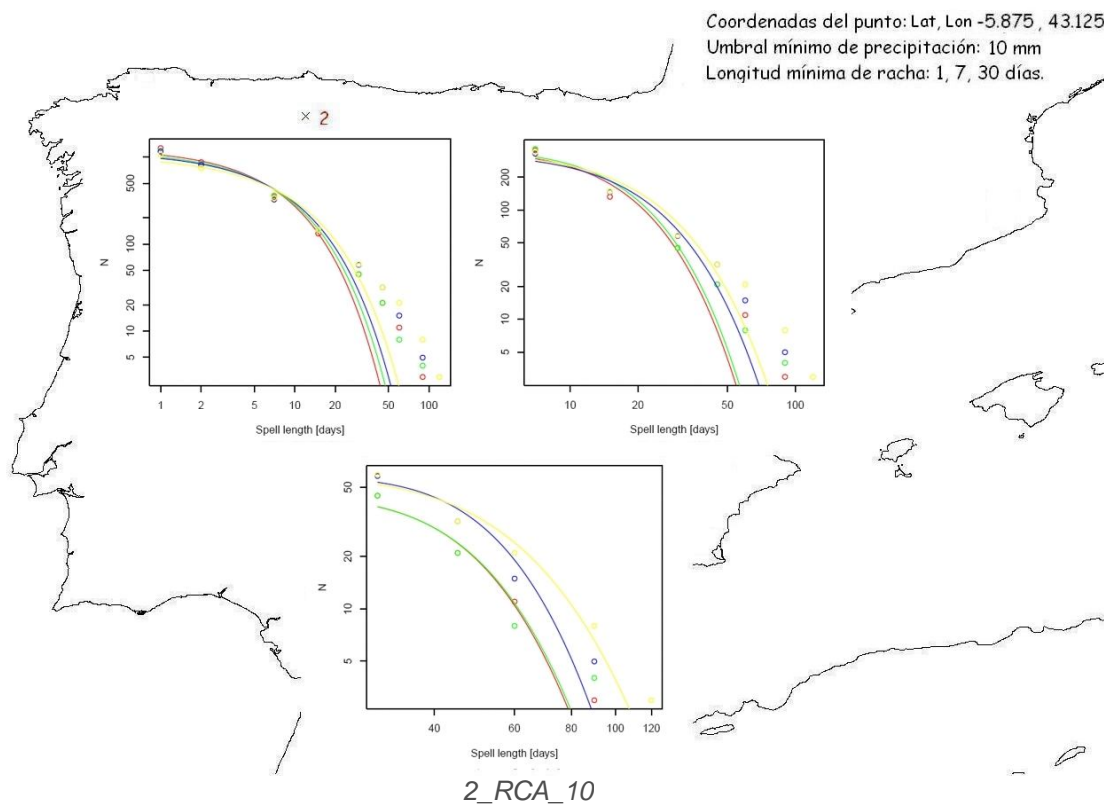 Coordenadas del punto: Lat, Lon -5.875 , 43.125
Umbral mínimo de precipitación: 10 mm
Longitud mínima de racha: 1, 7, 30 días.
× 2
N
500
100
50
20
10
5
1 2 5 10 20 50 100
Spell length [days]
N
200
100
50
20
10
5
10 20 50 100
Spell length [days]
N
50
20
10
5
40 60 80 100 120
Spell length [days]
2_RCA_10